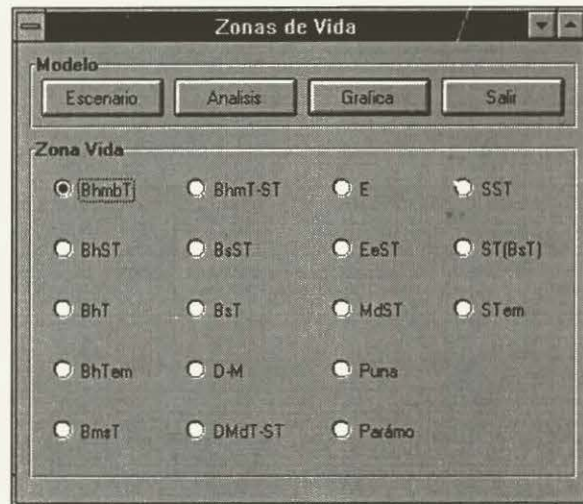 Zonas de Vida
Modelo
Escenario Analisis Grafica Salir
Zona Vida
BhmbT BhmT-ST E SST
BhST BsST EeST ST(BsT)
BhT BsT MdST STem
BhTem D-M Puna
BmsT DMdT-ST Parámo